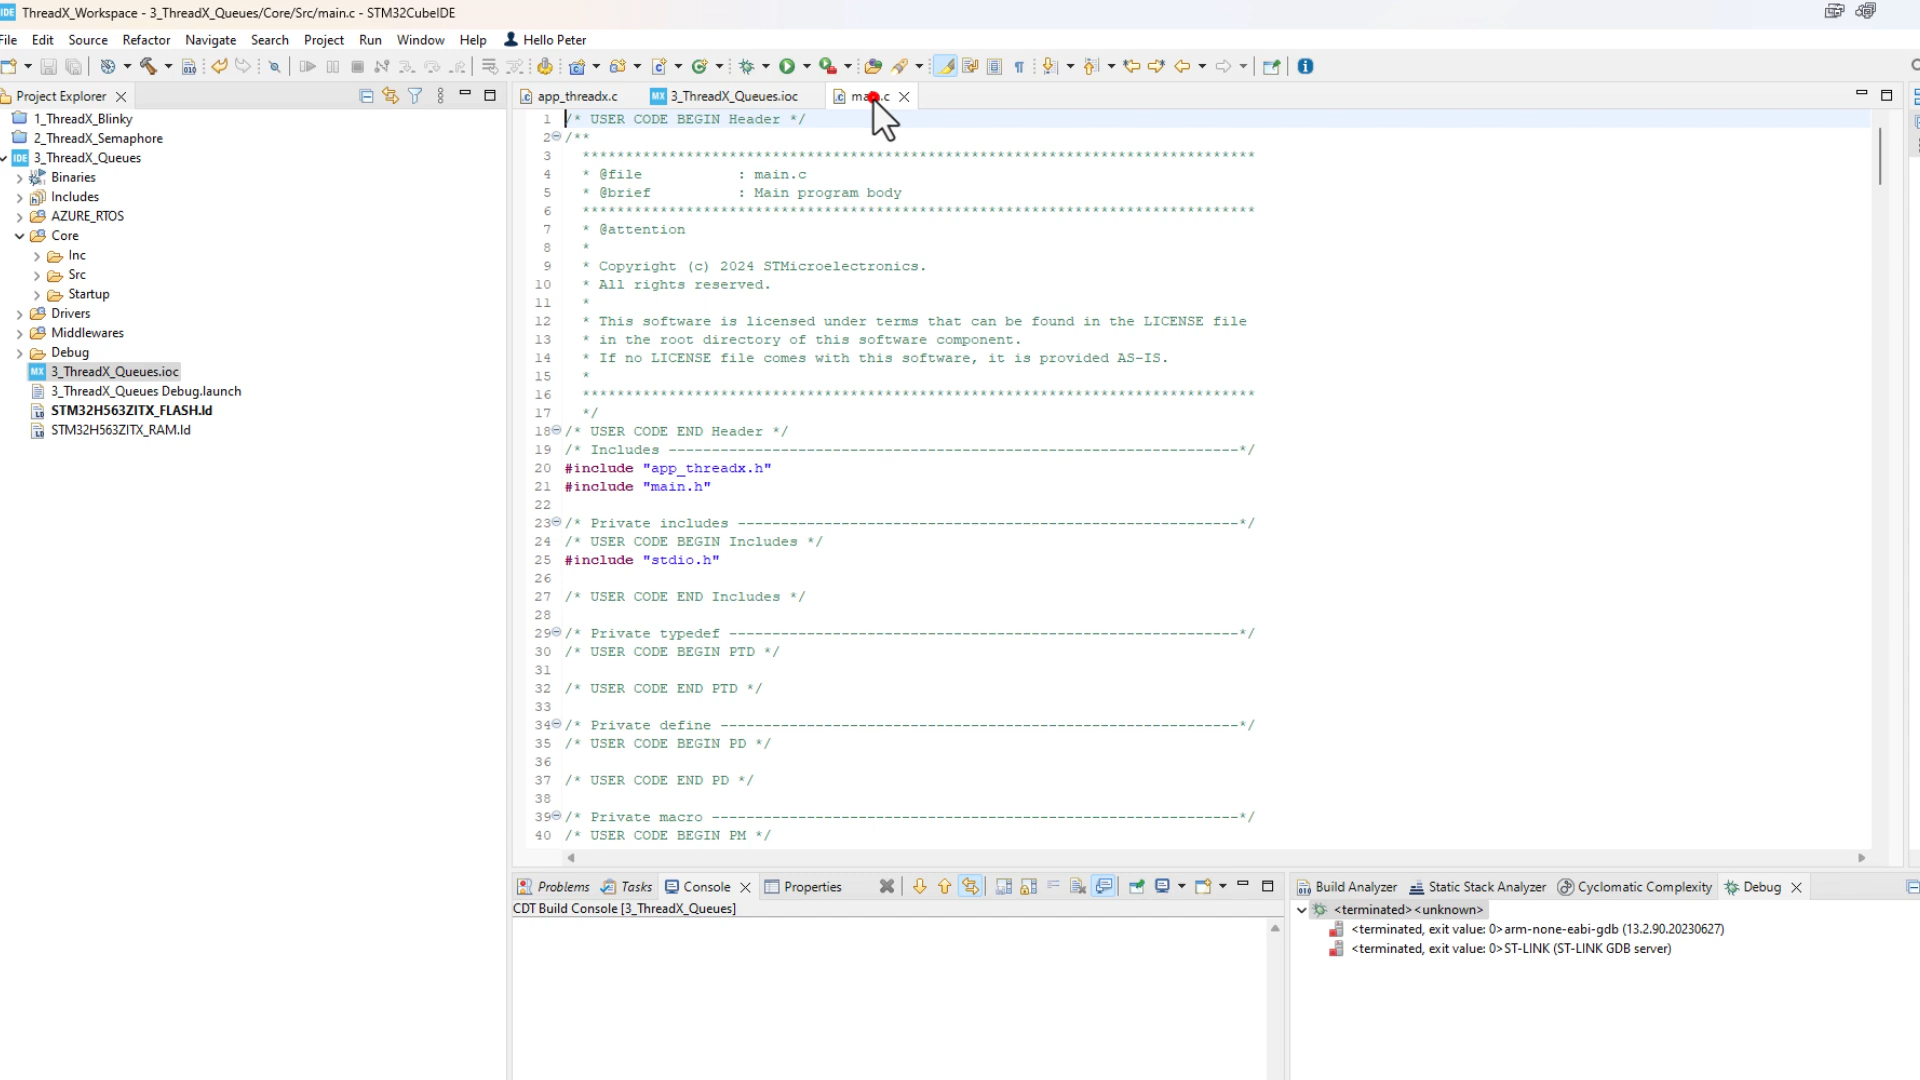 IDE ThreadX_Workspace - 3_ThreadX_Queues/Core/Src/main.c - STM32CubeIDE
File Edit Source Refactor Navigate Search Project Run Window Help Hello Peter
Project Explorer
1_ThreadX_Blinky
2_ThreadX_Semaphore
IDE 3_ThreadX_Queues
Binaries
Includes
AZURE_RTOS
Core
Inc
Src
Startup
Drivers
Middlewares
Debug
MX 3_ThreadX_Queues.ioc
3_ThreadX_Queues Debug.launch
STM32H563ZITX_FLASH.ld
STM32H563ZITX_RAM.ld
app_threadx.c MX 3_ThreadX_Queues.ioc main.c
1 /* USER CODE BEGIN Header */
2 /**
3 ******************************************************************************
4 * @file : main.c
5 * @brief : Main program body
6 ******************************************************************************
7 * @attention
8 *
9 * Copyright (c) 2024 STMicroelectronics.
10 * All rights reserved.
11 *
12 * This software is licensed under terms that can be found in the LICENSE file
13 * in the root directory of this software component.
14 * If no LICENSE file comes with this software, it is provided AS-IS.
15 *
16 ******************************************************************************
17 */
18 /* USER CODE END Header */
19 /* Includes ------------------------------------------------------------------*/
20 #include "app_threadx.h"
21 #include "main.h"
22
23 /* Private includes ----------------------------------------------------------*/
24 /* USER CODE BEGIN Includes */
25 #include "stdio.h"
26
27 /* USER CODE END Includes */
28
29 /* Private typedef -----------------------------------------------------------*/
30 /* USER CODE BEGIN PTD */
31
32 /* USER CODE END PTD */
33
34 /* Private define ------------------------------------------------------------*/
35 /* USER CODE BEGIN PD */
36
37 /* USER CODE END PD */
38
39 /* Private macro -------------------------------------------------------------*/
40 /* USER CODE BEGIN PM */
Problems Tasks Console Properties
CDT Build Console [3_ThreadX_Queues]
Build Analyzer Static Stack Analyzer Cyclomatic Complexity Debug
<terminated><unknown>
<terminated, exit value: 0>arm-none-eabi-gdb (13.2.90.20230627)
<terminated, exit value: 0>ST-LINK (ST-LINK GDB server)